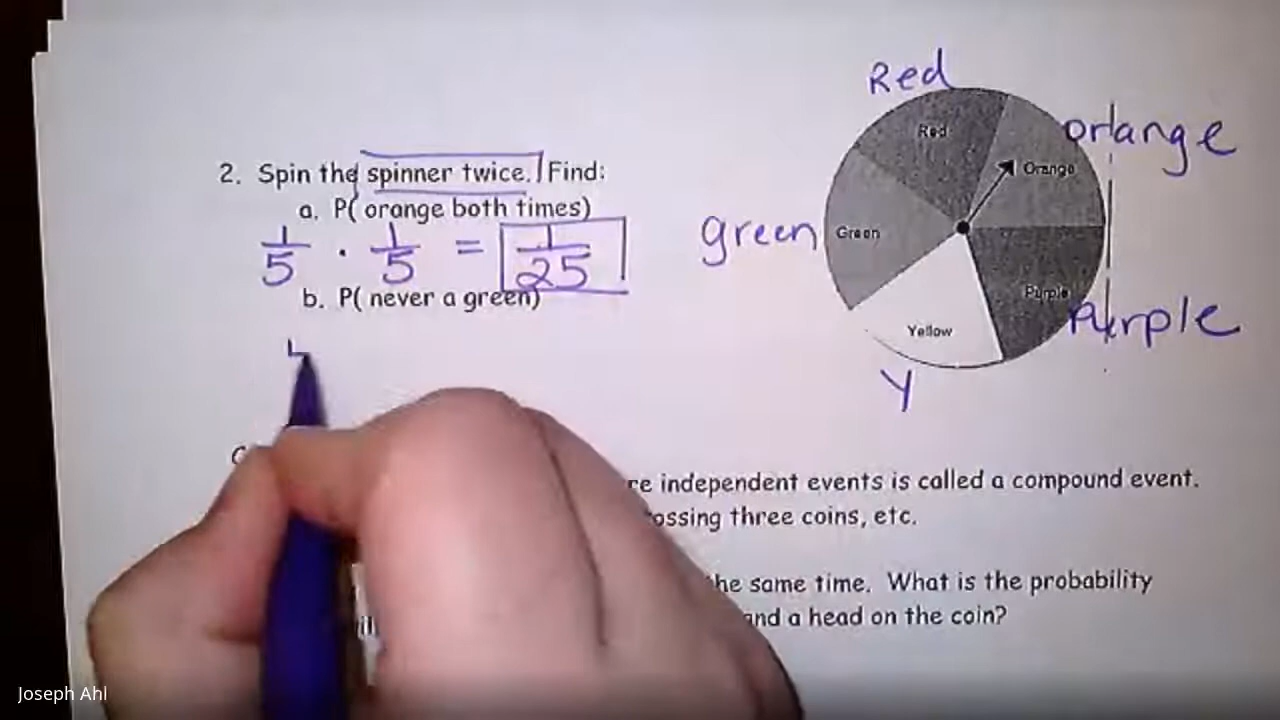 Red
orange
2. Spin the spinner twice. Find:
Red
Orange
a. P( orange both times)
green
Green
1/5 · 1/5 = 1/25
b. P( never a green)
Purple
Purple
Yellow
Y
re independent events is called a compound event.
ossing three coins, etc.
he same time. What is the probability
and a head on the coin?
Joseph Ahl